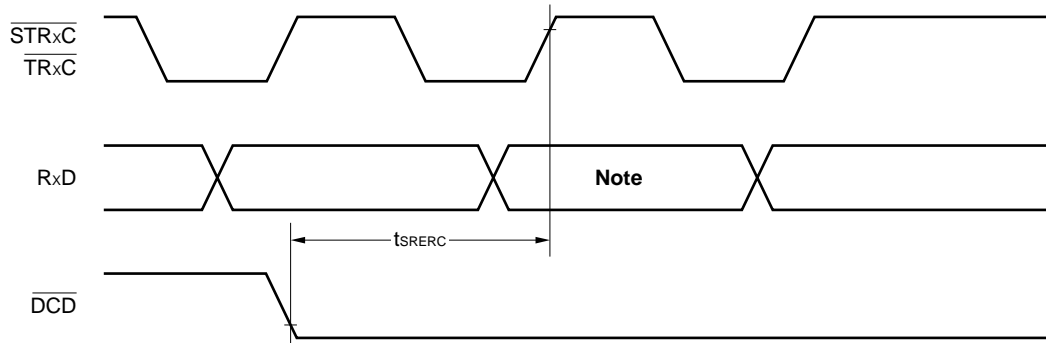 STRxC
TRxC
RxD
Note
tSRERC
DCD